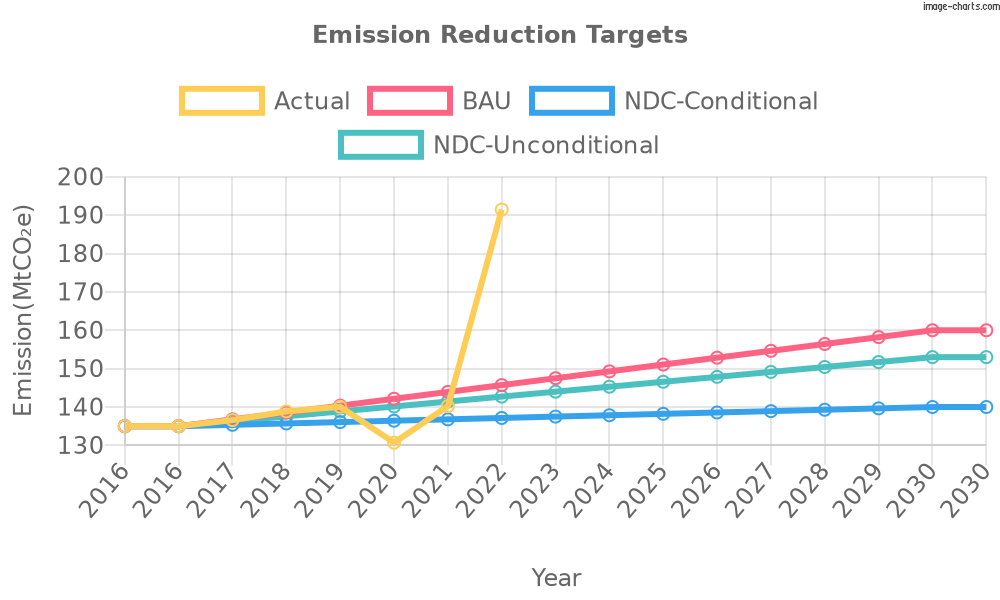 image-charts.com
Emission Reduction Targets
Actual BAU NDC-Conditional
NDC-Unconditional
200
190
180
170
160
150
140
130
Emission(MtCO₂e)
2016 2016 2017 2018 2019 2020 2021 2022 2023 2024 2025 2026 2027 2028 2029 2030 2030
Year